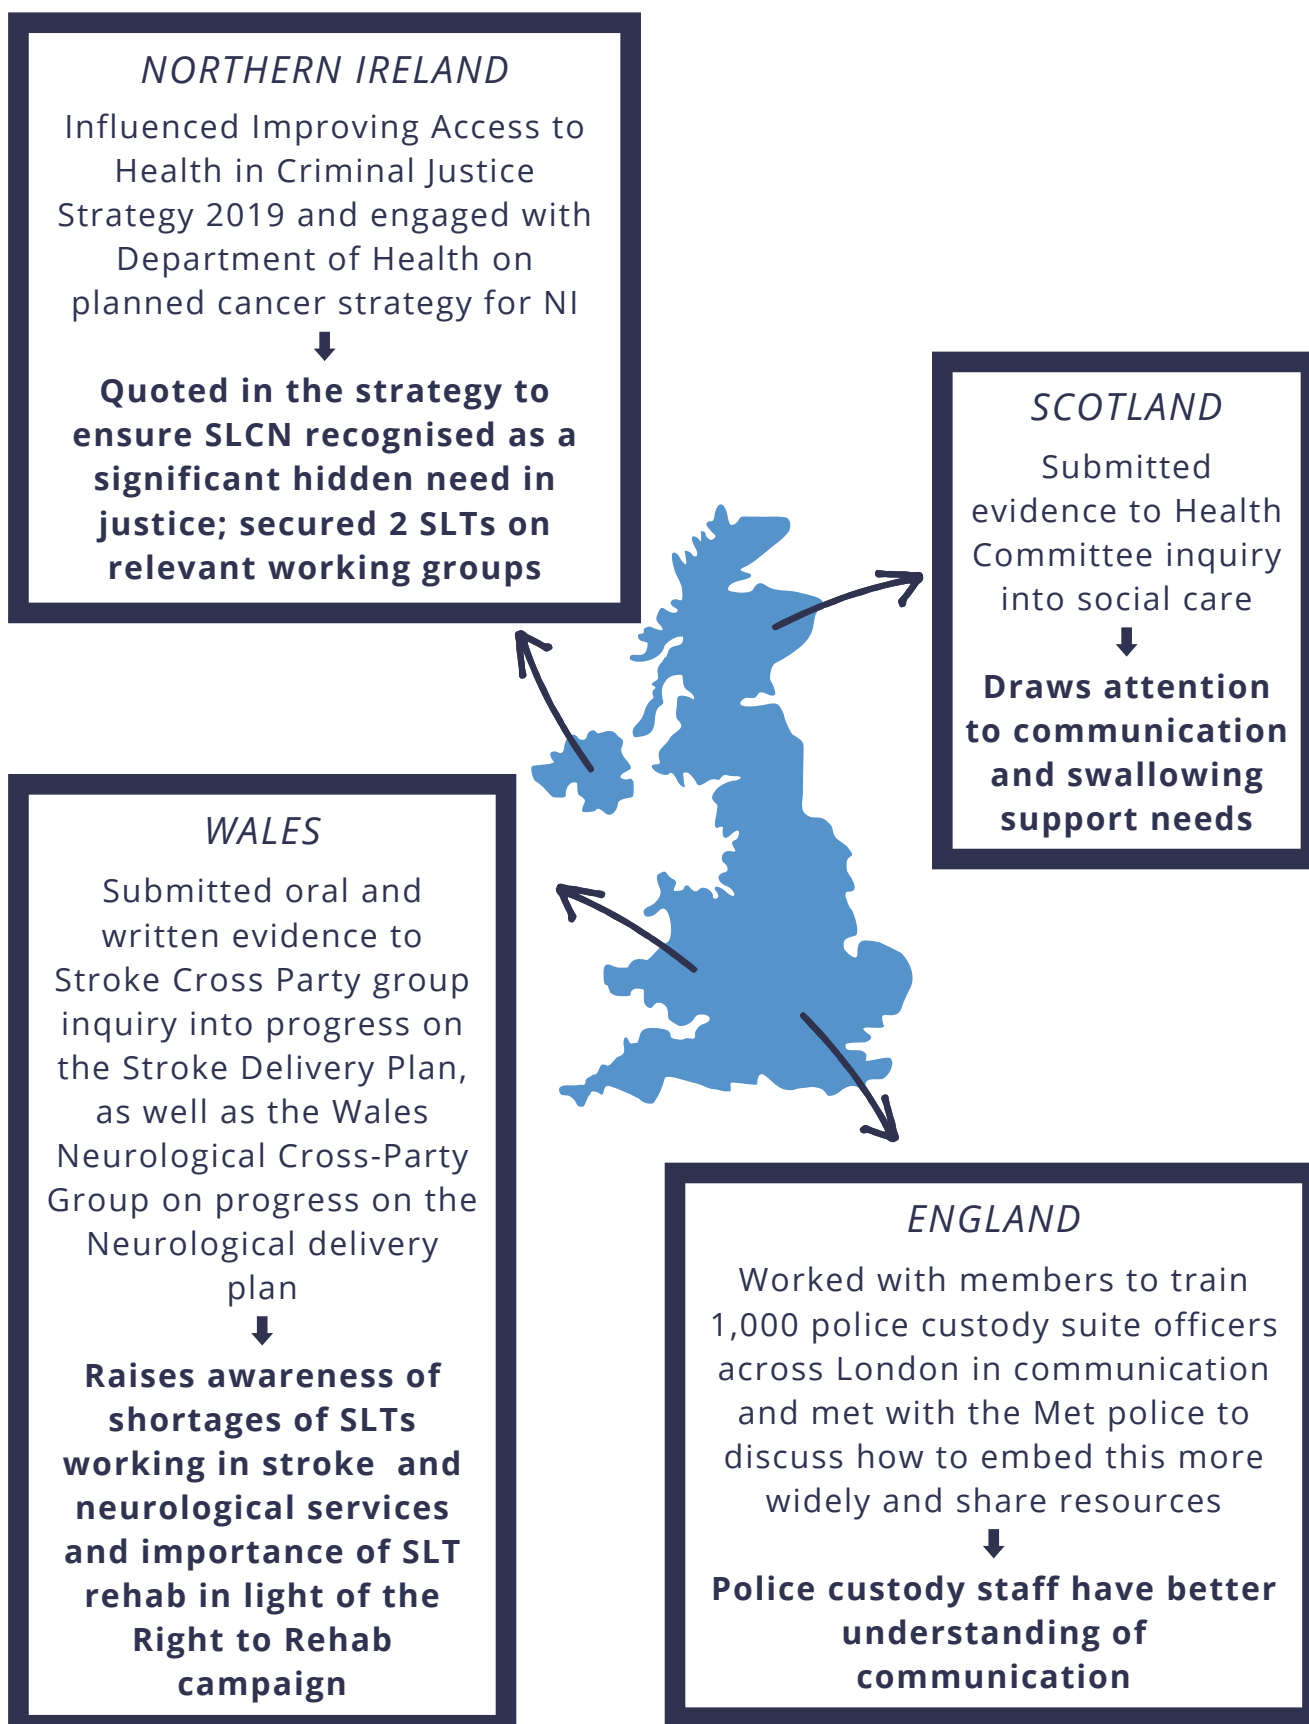 NORTHERN IRELAND
Influenced Improving Access to
Health in Criminal Justice
Strategy 2019 and engaged with
Department of Health on
planned cancer strategy for NI
Quoted in the strategy to
ensure SLCN recognised as a
significant hidden need in
justice; secured 2 SLTs on
relevant working groups
SCOTLAND
Submitted
evidence to Health
Committee inquiry
into social care
Draws attention
to communication
and swallowing
support needs
WALES
Submitted oral and
written evidence to
Stroke Cross Party group
inquiry into progress on
the Stroke Delivery Plan,
as well as the Wales
Neurological Cross-Party
Group on progress on the
Neurological delivery
plan
Raises awareness of
shortages of SLTs
working in stroke  and
neurological services
and importance of SLT
rehab in light of the
Right to Rehab
campaign
ENGLAND
Worked with members to train
1,000 police custody suite officers
across London in communication
and met with the Met police to
discuss how to embed this more
widely and share resources
Police custody staff have better
understanding of
communication